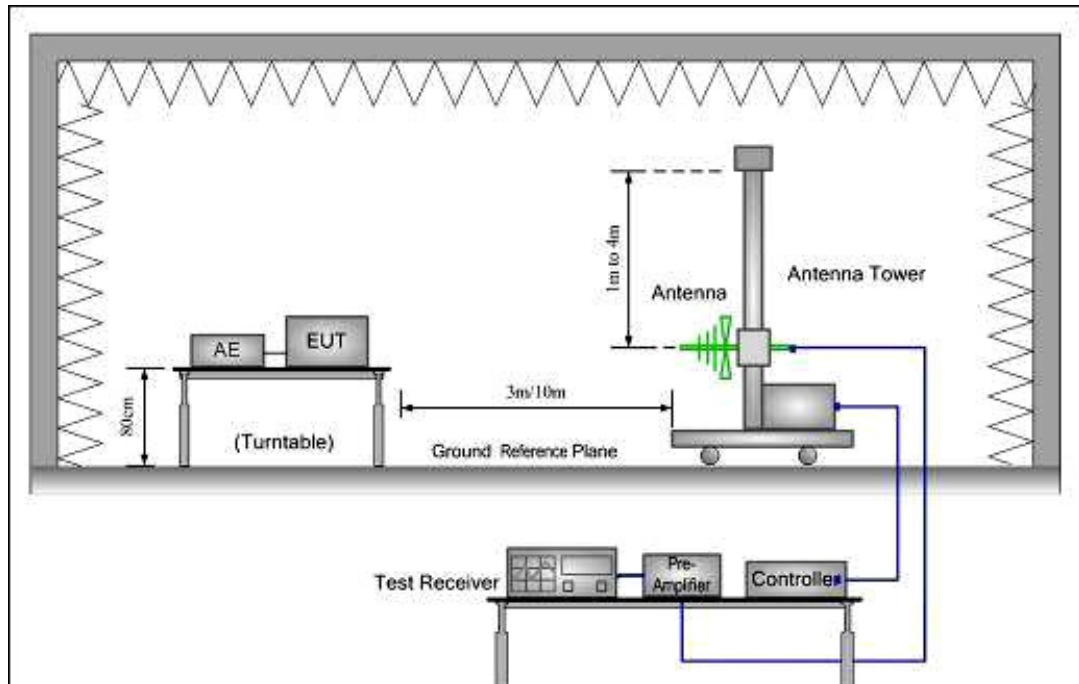 1m to 4m
Antenna Tower
Antenna
AE
EUT
80cm
3m/10m
(Turntable)
Ground Reference Plane
Test Receiver
Pre-
Amplifier
Controller